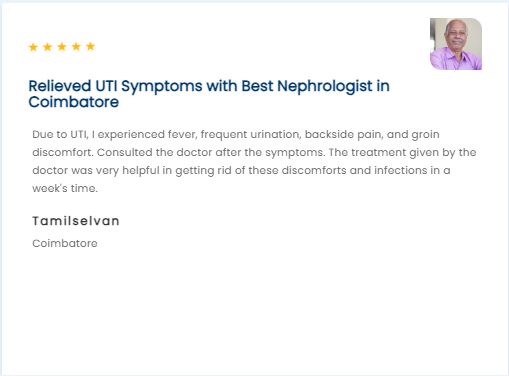 Relieved UTI Symptoms with Best Nephrologist in
Coimbatore
Due to UTI, I experienced fever, frequent urination, backside pain, and groin
discomfort. Consulted the doctor after the symptoms. The treatment given by the
doctor was very helpful in getting rid of these discomforts and infections in a
week's time.
Tamilselvan
Coimbatore